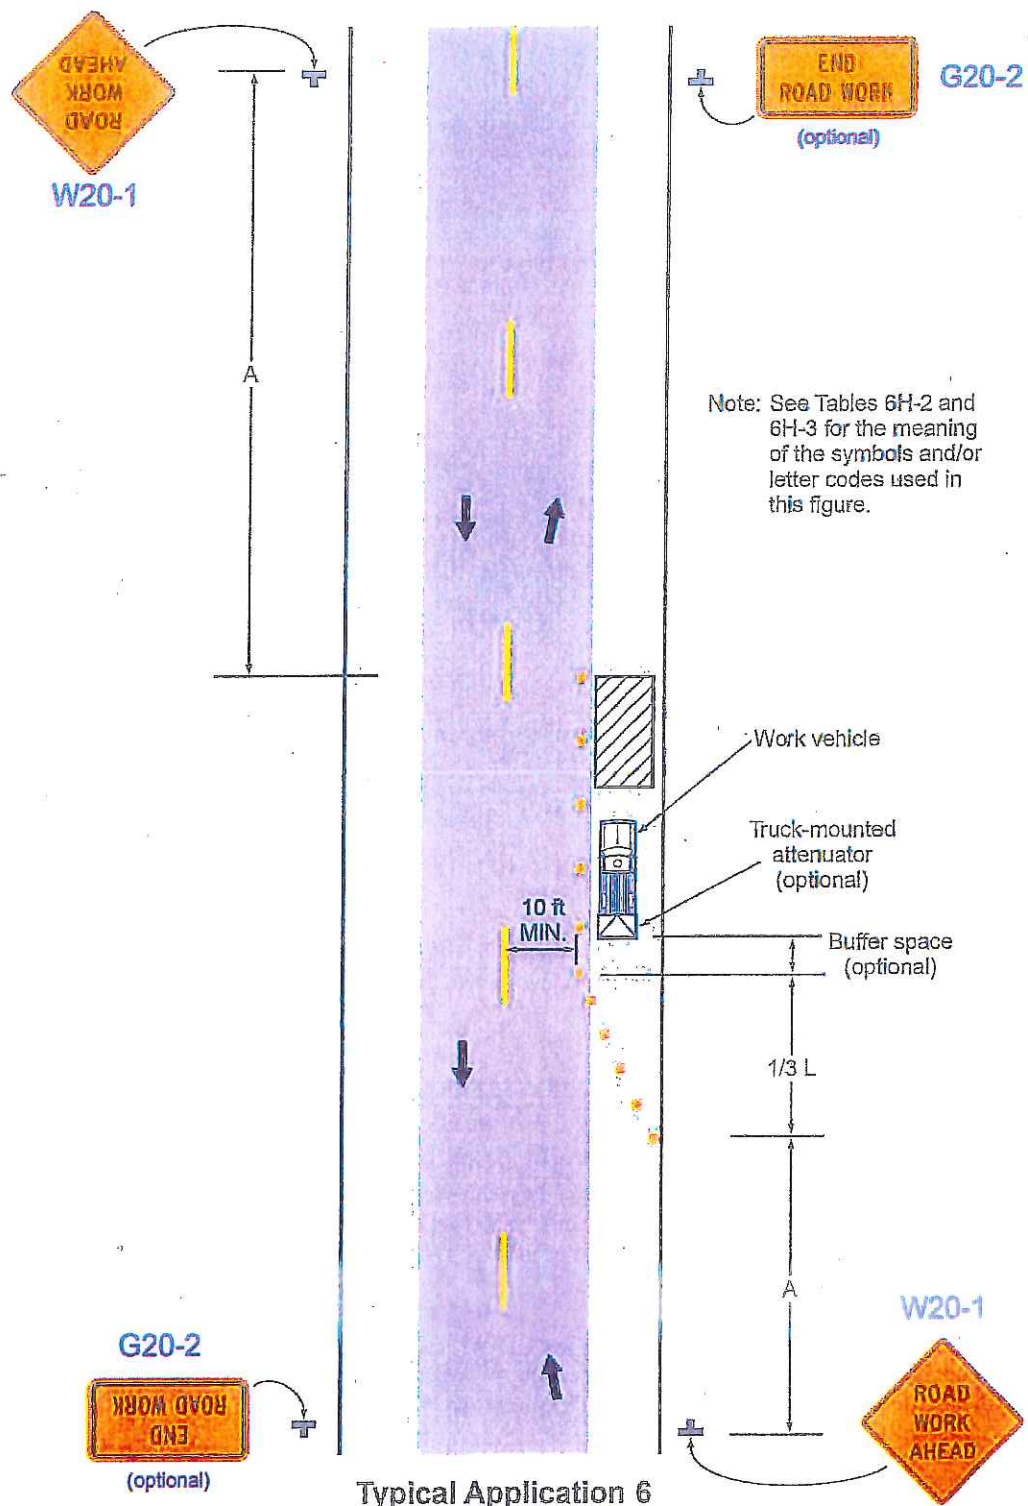 ROAD
WORK
AHEAD
W20-1
END
ROAD WORK
(optional)
G20-2
A
Note: See Tables 6H-2 and
6H-3 for the meaning
of the symbols and/or
letter codes used in
this figure.
Work vehicle
Truck-mounted
attenuator
(optional)
10 ft
MIN.
Buffer space
(optional)
1/3 L
A
W20-1
ROAD
WORK
AHEAD
G20-2
END
ROAD WORK
(optional)
Typical Application 6